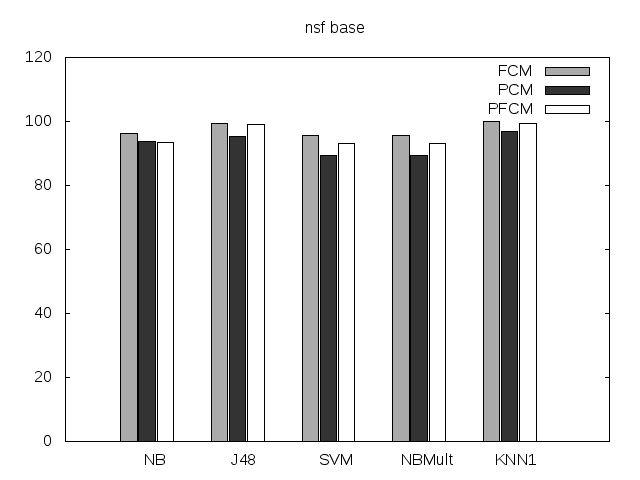 nsf base
120
100
80
60
40
20
0
FCM
PCM
PFCM
NB J48 SVM NBMult KNN1